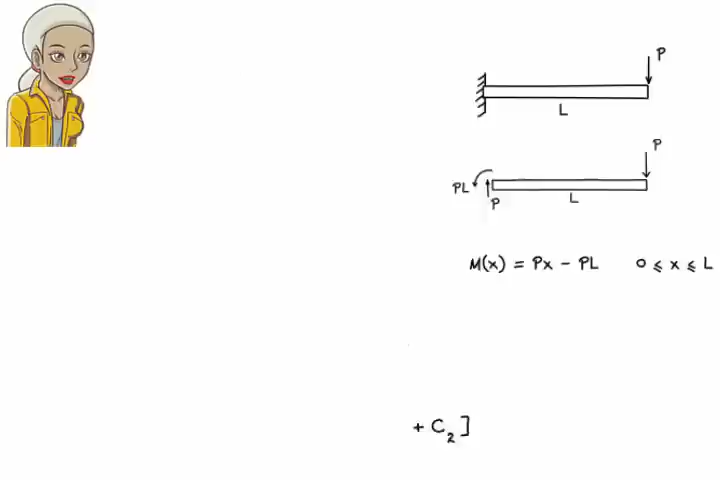 P
L
P
PL P L
M(x) = Px - PL 0 ⩽ x ⩽ L
+ C₂]